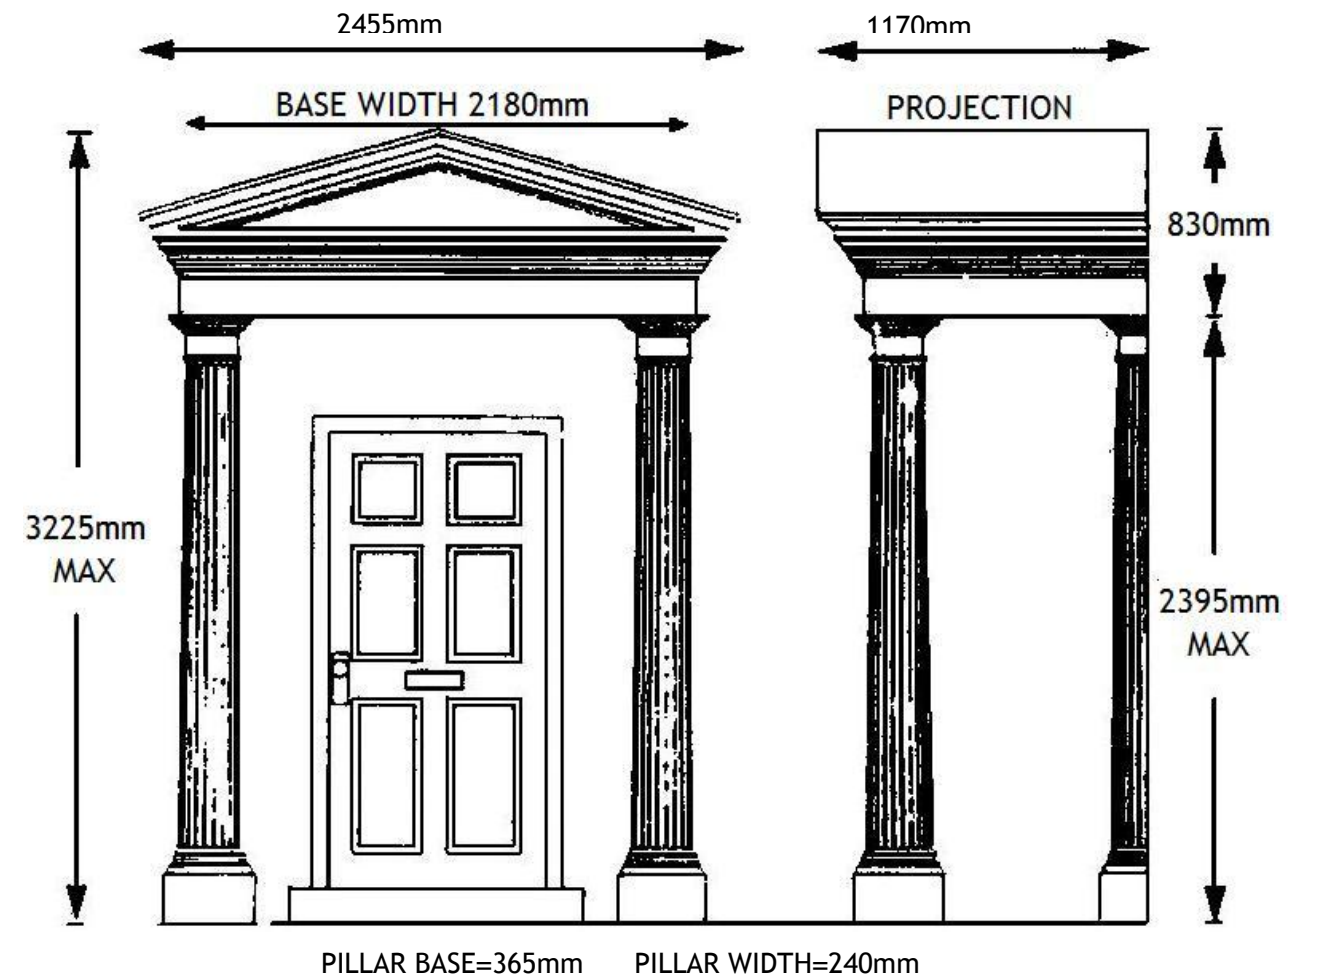 2455mm
1170mm
BASE WIDTH 2180mm
PROJECTION
830mm
3225mm
MAX
2395mm
MAX
PILLAR BASE=365mm PILLAR WIDTH=240mm